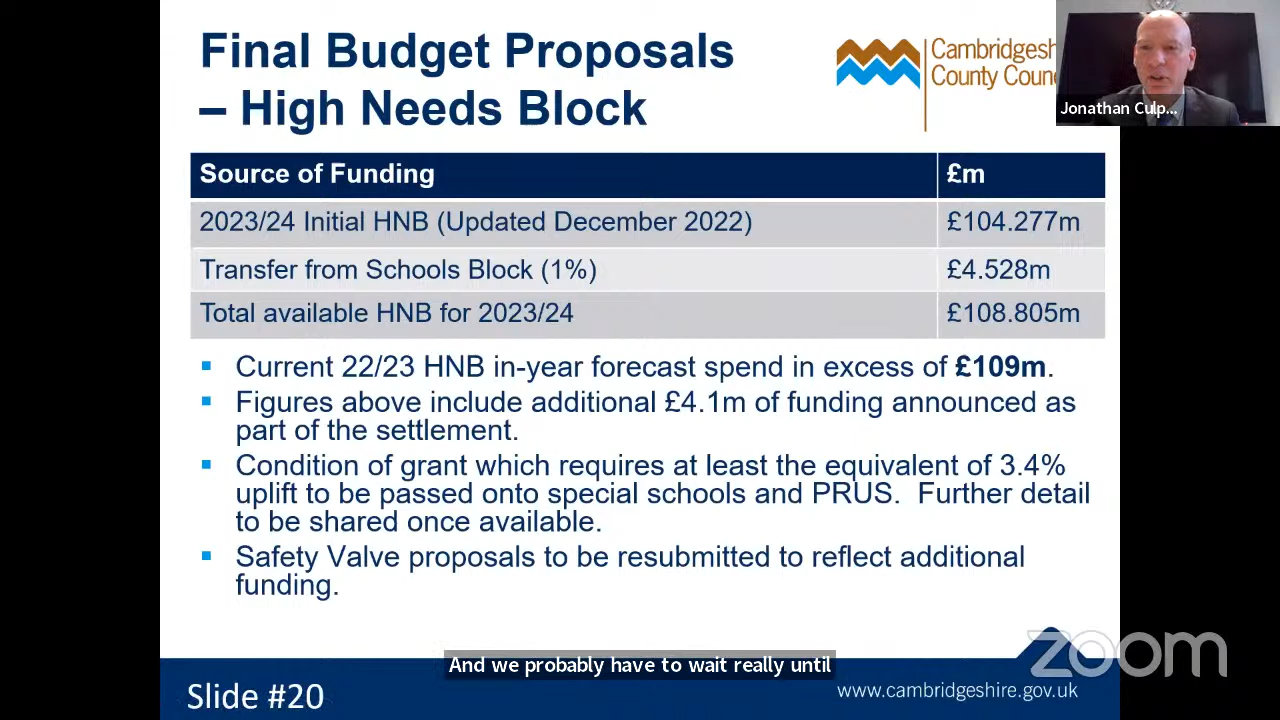 Final Budget Proposals
– High Needs Block
Cambridgesh
County Counc
Jonathan Culp...
Source of Funding £m
2023/24 Initial HNB (Updated December 2022) £104.277m
Transfer from Schools Block (1%) £4.528m
Total available HNB for 2023/24 £108.805m
▪ Current 22/23 HNB in-year forecast spend in excess of £109m.
▪ Figures above include additional £4.1m of funding announced as
part of the settlement.
▪ Condition of grant which requires at least the equivalent of 3.4%
uplift to be passed onto special schools and PRUS. Further detail
to be shared once available.
▪ Safety Valve proposals to be resubmitted to reflect additional
funding.
And we probably have to wait really until
zoom
Slide #20
www.cambridgeshire.gov.uk